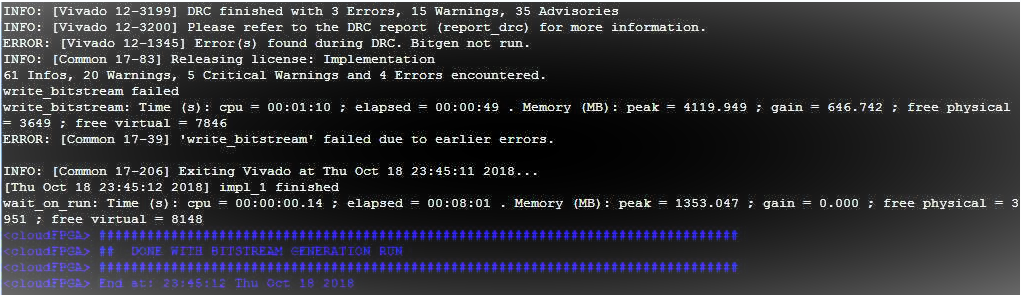 INFO: [Vivado 12-3199] DRC finished with 3 Errors, 15 Warnings, 35 Advisories
INFO: [Vivado 12-3200] Please refer to the DRC report (report_drc) for more information.
ERROR: [Vivado 12-1345] Error(s) found during DRC. Bitgen not run.
INFO: [Common 17-83] Releasing license: Implementation
61 Infos, 20 Warnings, 5 Critical Warnings and 4 Errors encountered.
write_bitstream failed
write_bitstream: Time (s): cpu = 00:01:10 ; elapsed = 00:00:49 . Memory (MB): peak = 4119.949 ; gain = 646.742 ; free physical
= 3649 ; free virtual = 7846
ERROR: [Common 17-39] 'write_bitstream' failed due to earlier errors.
INFO: [Common 17-206] Exiting Vivado at Thu Oct 18 23:45:11 2018...
[Thu Oct 18 23:45:12 2018] impl_1 finished
wait_on_run: Time (s): cpu = 00:00:00.14 ; elapsed = 00:08:01 . Memory (MB): peak = 1353.047 ; gain = 0.000 ; free physical = 3
951 ; free virtual = 8148
<cloudFPGA> ################################################################################
<cloudFPGA> ##  DONE WITH BITSTREAM GENERATION RUN
<cloudFPGA> ################################################################################
<cloudFPGA> End at: 23:45:12 Thu Oct 18 2018